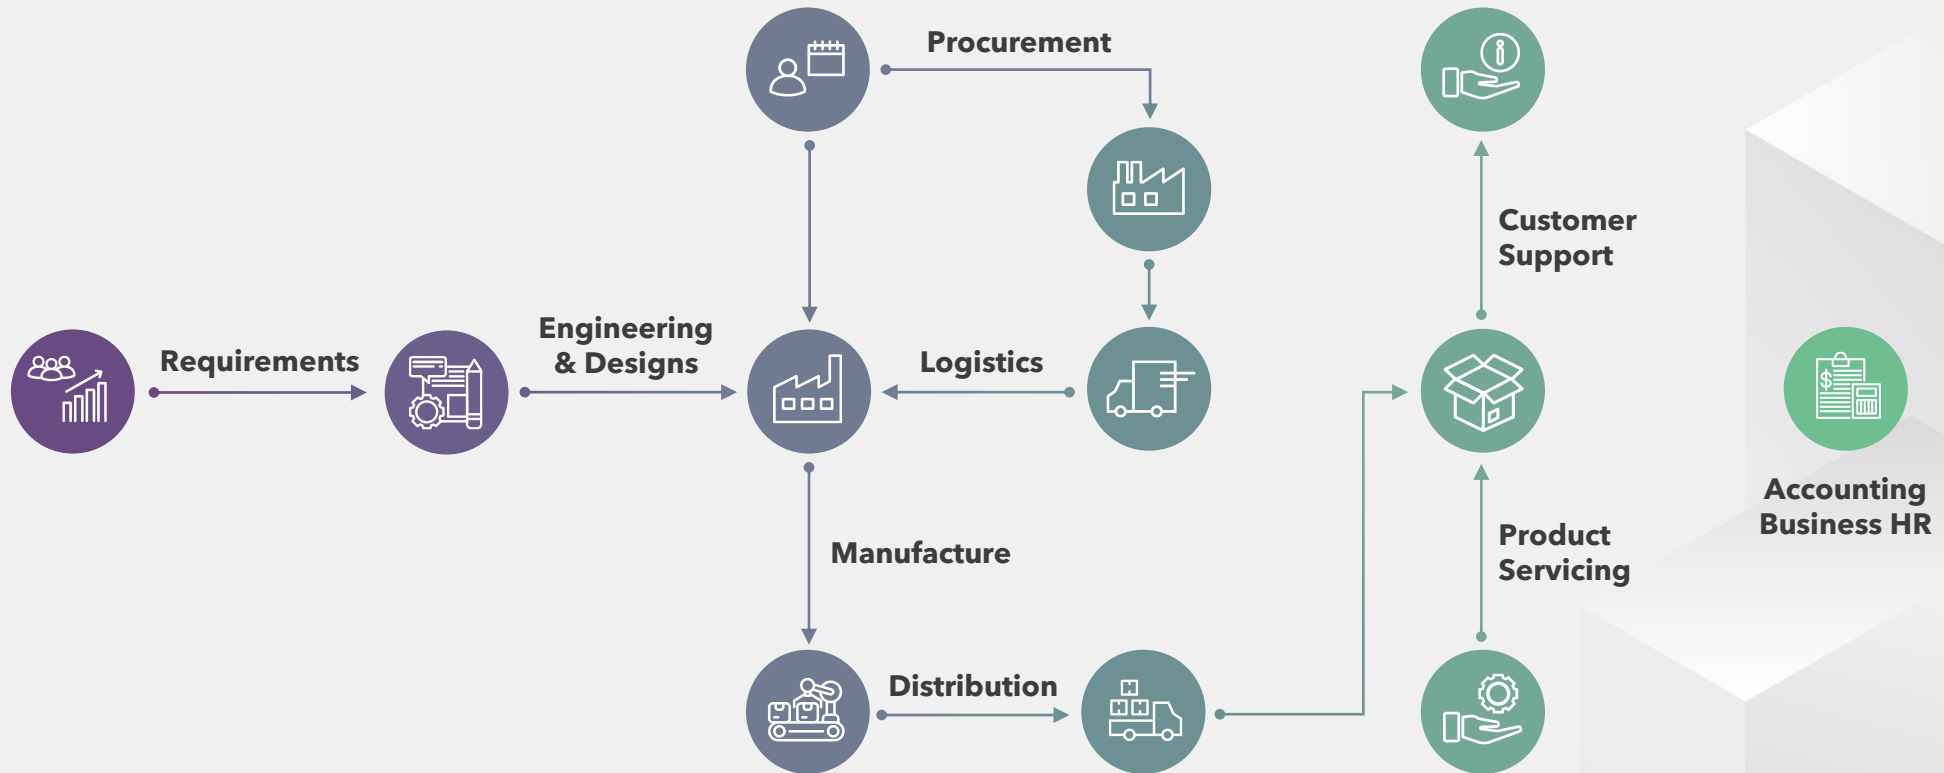 Procurement
Customer
Support
Requirements
Engineering
& Designs
Logistics
Accounting
Business HR
Manufacture
Product
Servicing
Distribution